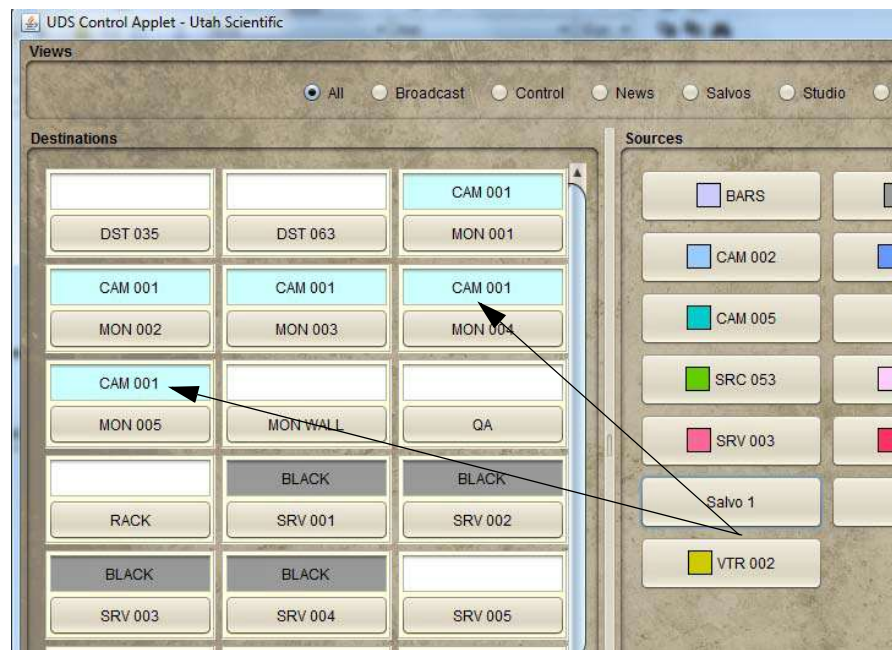 UDS Control Applet - Utah Scientific
Views
All Broadcast Control News Salvos Studio
Destinations
Sources
CAM 001
DST 035 DST 063 MON 001
CAM 001 CAM 001 CAM 001
MON 002 MON 003 MON 004
CAM 001
MON 005 MON WALL QA
BLACK BLACK
RACK SRV 001 SRV 002
BLACK BLACK
SRV 003 SRV 004 SRV 005
BARS
CAM 002
CAM 005
SRC 053
SRV 003
Salvo 1
VTR 002